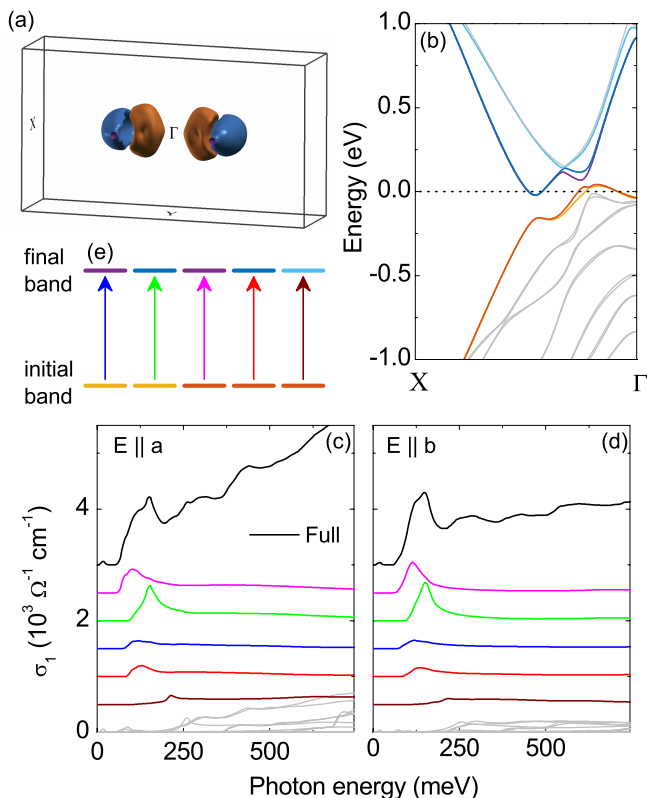 (a)
X
Γ
Y
(b)
Energy (eV)
1.0
0.5
0.0
-0.5
-1.0
X
Γ
(e)
final
band
initial
band
(c)
E || a
Full
(d)
E || b
σ1 (10³ Ω⁻¹ cm⁻¹)
4
2
0
0
250
500
0
250
500
Photon energy (meV)